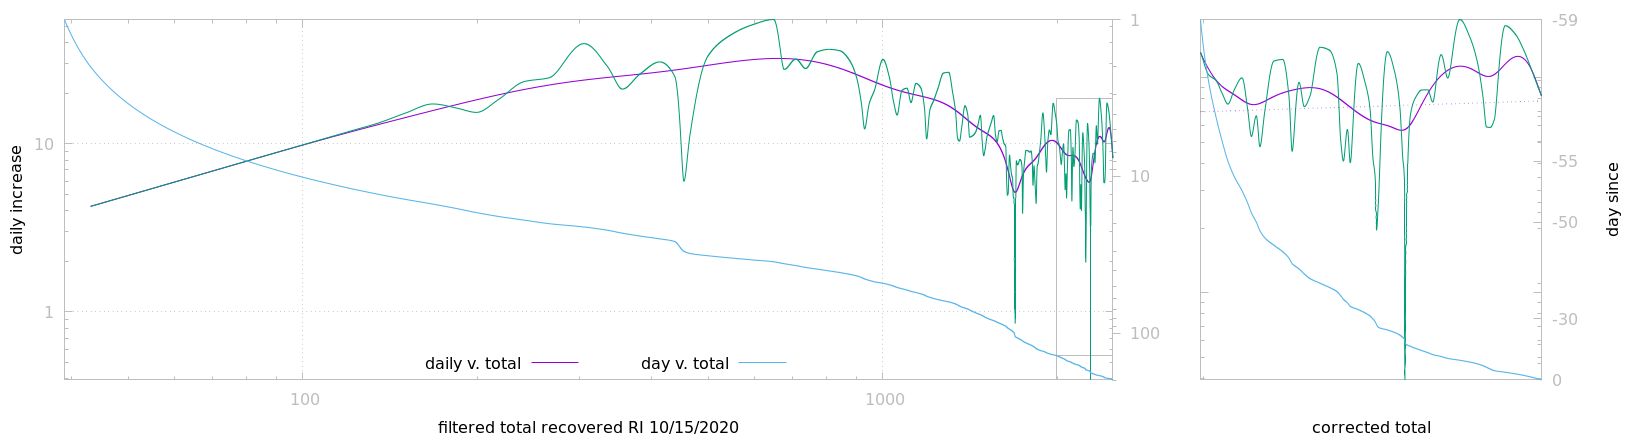 daily increase
10
1
100
1000
daily v. total
day v. total
filtered total recovered RI 10/15/2020
1
10
100
-59
-55
-50
-30
0
day since
corrected total